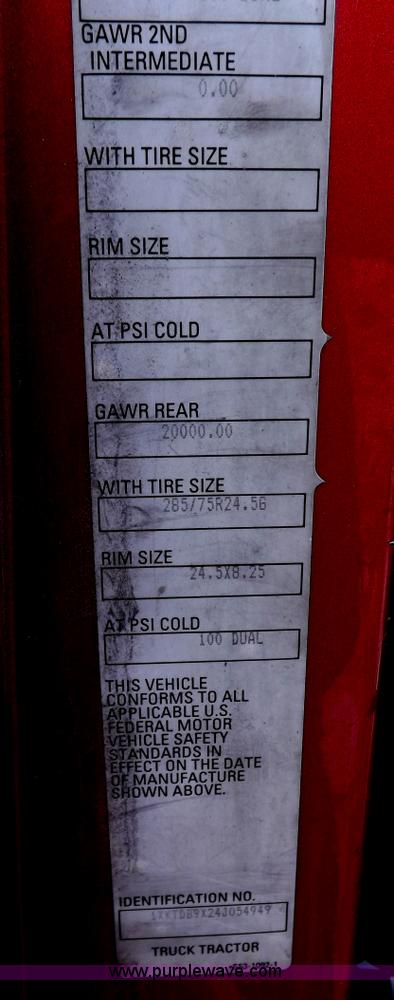 GAWR 2ND
INTERMEDIATE
0.00
WITH TIRE SIZE
RIM SIZE
AT PSI COLD
GAWR REAR
20000.00
WITH TIRE SIZE
285/75R24.5G
RIM SIZE
24.5X8.25
AT PSI COLD
100 DUAL
THIS VEHICLE
CONFORMS TO ALL
APPLICABLE U.S.
FEDERAL MOTOR
VEHICLE SAFETY
STANDARDS IN
EFFECT ON THE DATE
OF MANUFACTURE
SHOWN ABOVE.
IDENTIFICATION NO.
1XKTDB9X24J054949
TRUCK TRACTOR
www.purplewave.com